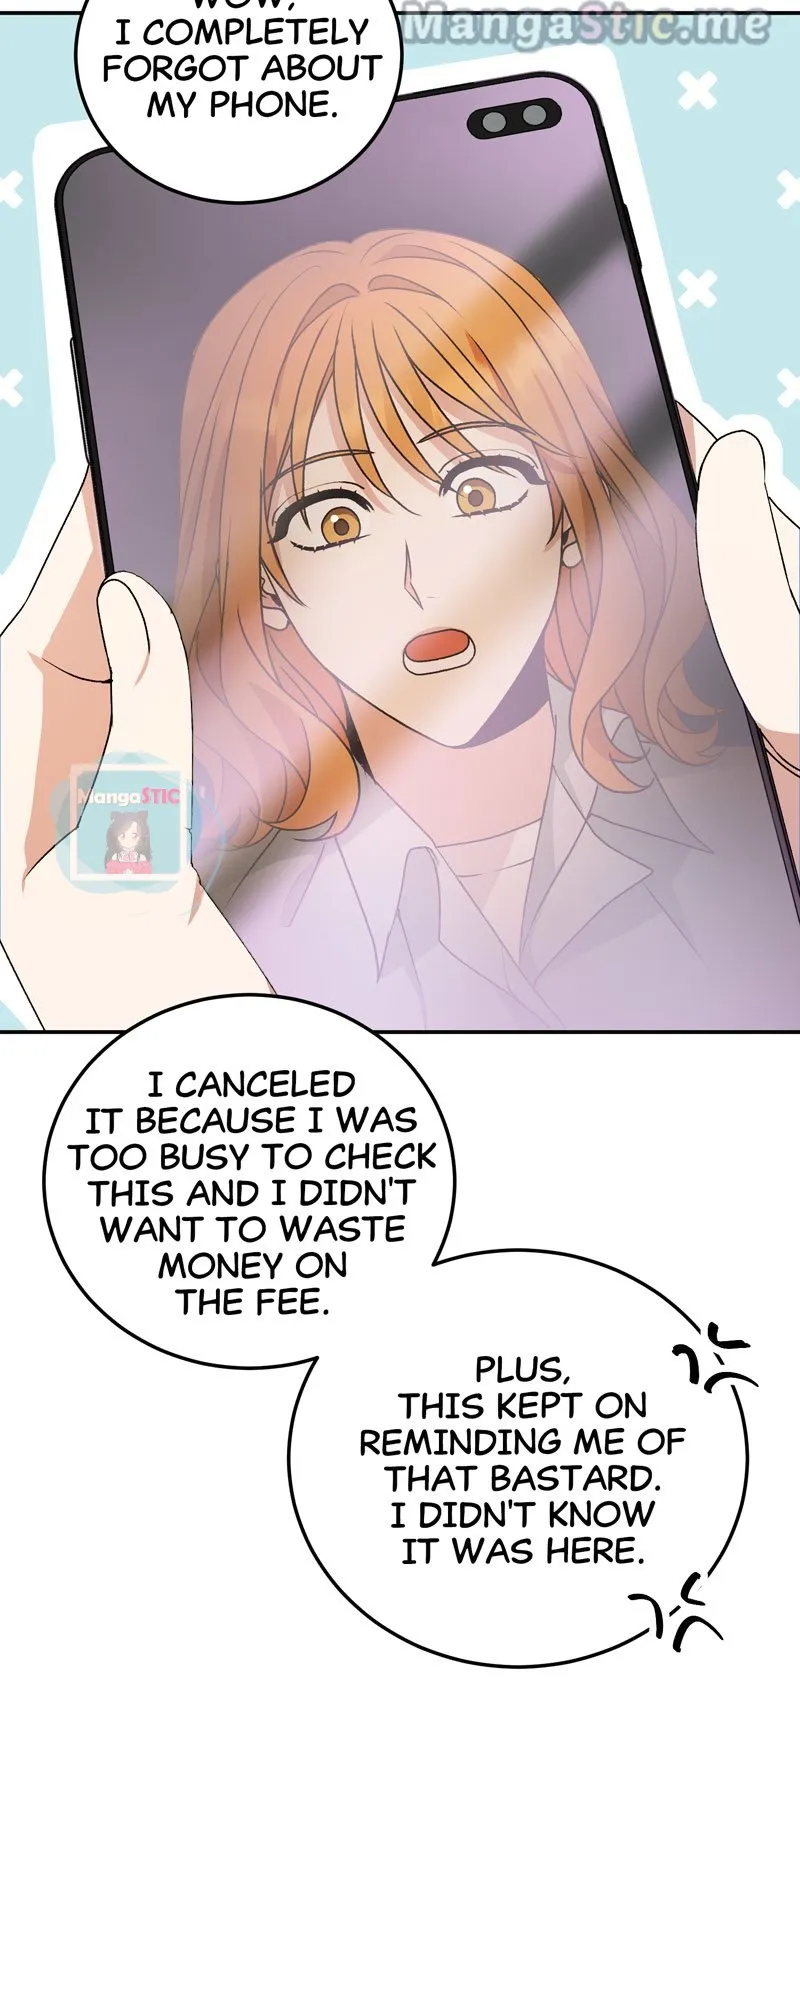 WOW,
MangaStic.me
I COMPLETELY
FORGOT ABOUT
MY PHONE.
MangaSTIC
I CANCELED
IT BECAUSE I WAS
TOO BUSY TO CHECK
THIS AND I DIDN'T
WANT TO WASTE
MONEY ON
THE FEE.
PLUS,
THIS KEPT ON
REMINDING ME OF
THAT BASTARD.
I DIDN'T KNOW
IT WAS HERE.